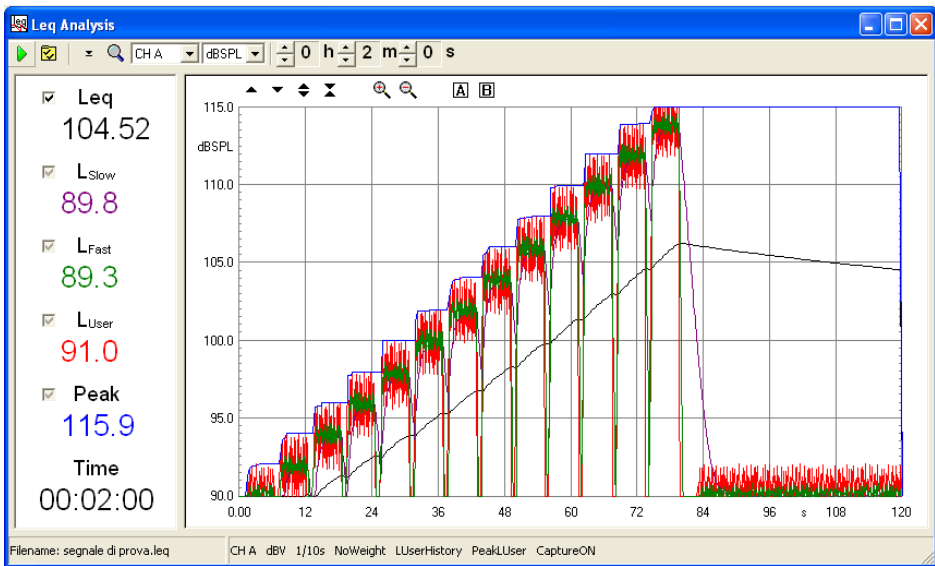 Leq Analysis
CH A dBSPL 0 h 2 m 0 s
Leq
104.52
LSlow
89.8
LFast
89.3
LUser
91.0
Peak
115.9
Time
00:02:00
A B
115.0
dBSPL
110.0
105.0
100.0
95.0
90.0
0.00 12 24 36 48 60 72 84 96 s 108 120
Filename: segnale di prova.leq
CH A dBV 1/10s NoWeight LUserHistory PeakLUser CaptureON